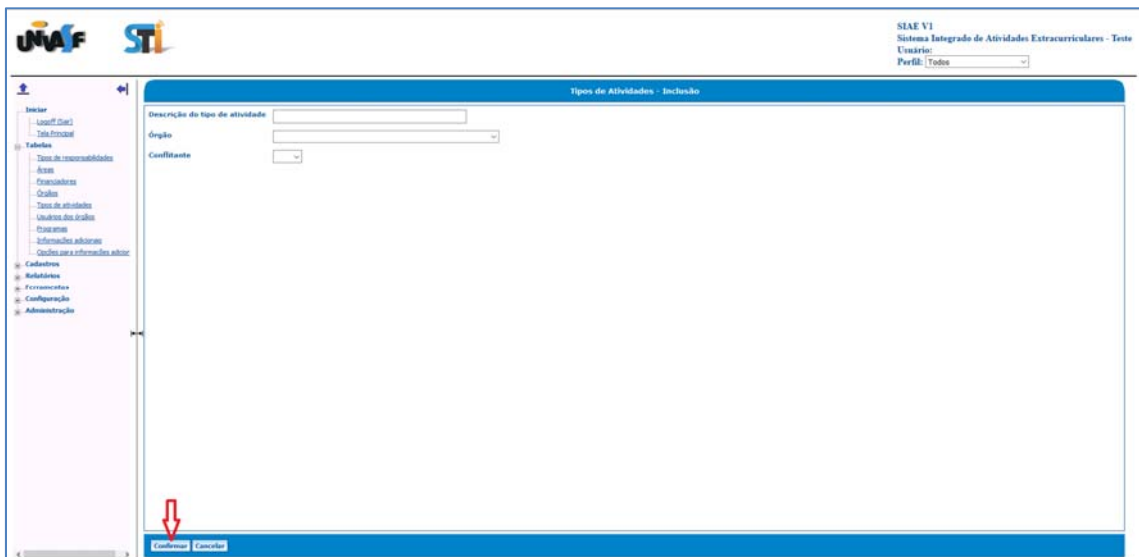 UNIVASF
STI
SIAE V1
Sistema Integrado de Atividades Extracurriculares - Teste
Usuário:
Perfil: Todos
Tipos de Atividades - Inclusão
Iniciar
Logoff (Sair)
Tela Principal
Tabelas
Tipos de responsabilidades
Áreas
Financiadores
Órgãos
Tipos de atividades
Usuários dos órgãos
Programas
Informações adicionais
Opções para informações adicior
Cadastros
Relatórios
Ferramentas
Configuração
Administração
Descrição do tipo de atividade
Órgão
Conflitante
Confirmar Cancelar